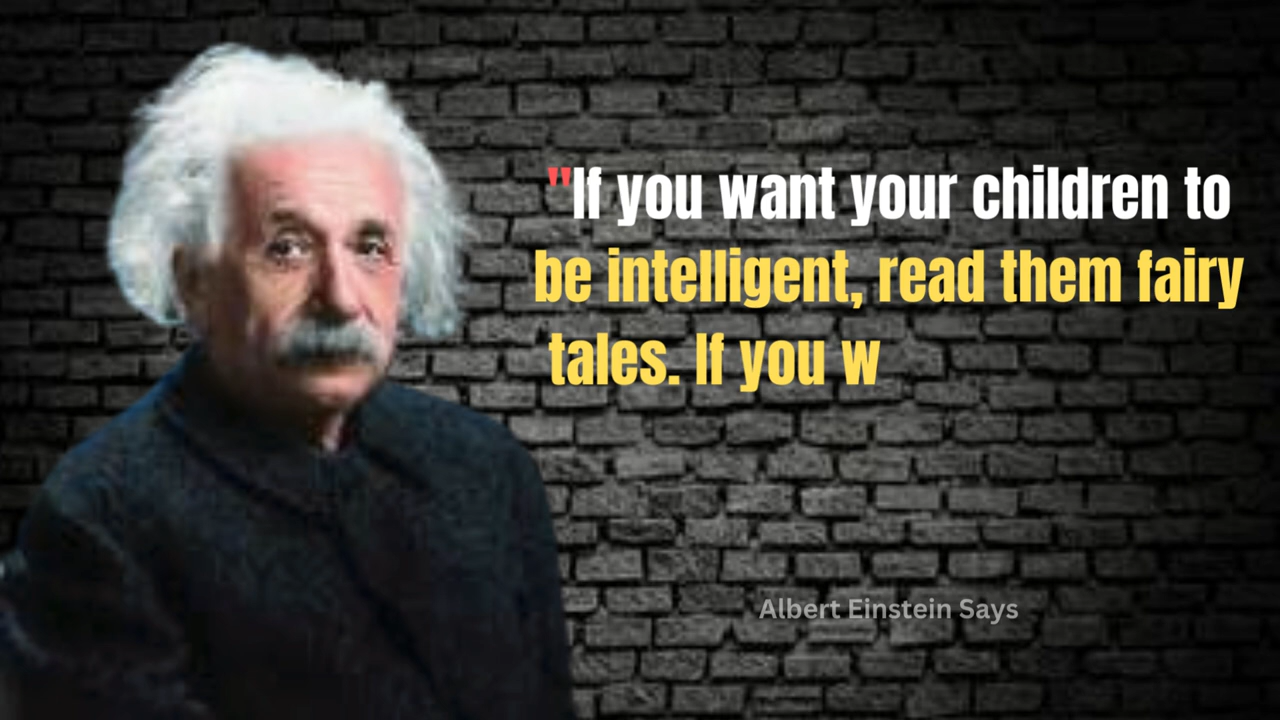 "If you want your children to
be intelligent, read them fairy
tales. If you w
Albert Einstein Says